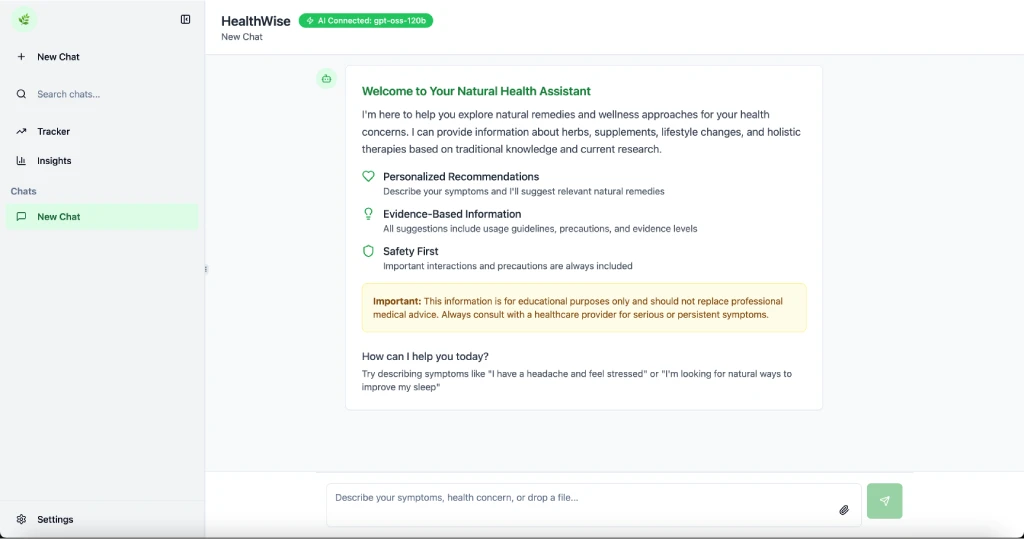 HealthWise
AI Connected: gpt-oss-120b
New Chat
New Chat
Search chats...
Tracker
Insights
Chats
New Chat
Settings
Welcome to Your Natural Health Assistant
I'm here to help you explore natural remedies and wellness approaches for your health
concerns. I can provide information about herbs, supplements, lifestyle changes, and holistic
therapies based on traditional knowledge and current research.
Personalized Recommendations
Describe your symptoms and I'll suggest relevant natural remedies
Evidence-Based Information
All suggestions include usage guidelines, precautions, and evidence levels
Safety First
Important interactions and precautions are always included
Important: This information is for educational purposes only and should not replace professional
medical advice. Always consult with a healthcare provider for serious or persistent symptoms.
How can I help you today?
Try describing symptoms like "I have a headache and feel stressed" or "I'm looking for natural ways to
improve my sleep"
Describe your symptoms, health concern, or drop a file...